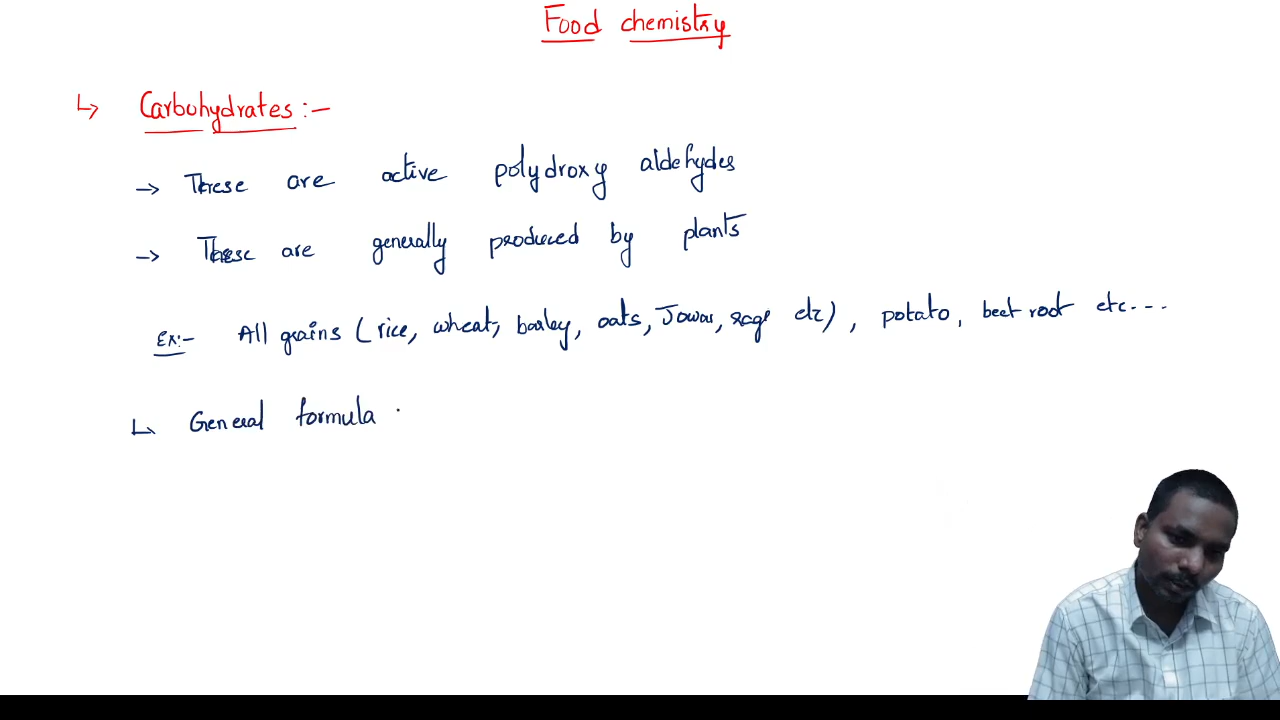 Food chemistry
↳ Carbohydrates :-
→ These are active polydroxy aldehydes
→ These are generally produced by plants
Ex:- All grains (rice, wheat, barley, oats, Jowar, etc), potato, beet root etc...
↳ General formula